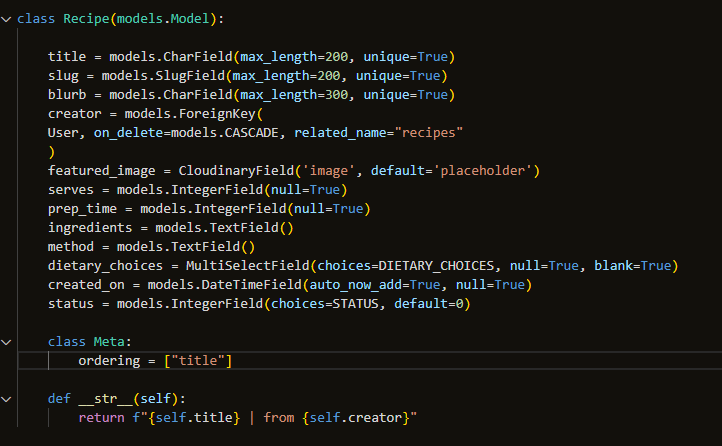 class Recipe(models.Model):
title = models.CharField(max_length=200, unique=True)
slug = models.SlugField(max_length=200, unique=True)
blurb = models.CharField(max_length=300, unique=True)
creator = models.ForeignKey(
User, on_delete=models.CASCADE, related_name="recipes"
)
featured_image = CloudinaryField('image', default='placeholder')
serves = models.IntegerField(null=True)
prep_time = models.IntegerField(null=True)
ingredients = models.TextField()
method = models.TextField()
dietary_choices = MultiSelectField(choices=DIETARY_CHOICES, null=True, blank=True)
created_on = models.DateTimeField(auto_now_add=True, null=True)
status = models.IntegerField(choices=STATUS, default=0)
class Meta:
ordering = ["title"]
def __str__(self):
return f"{self.title} | from {self.creator}"